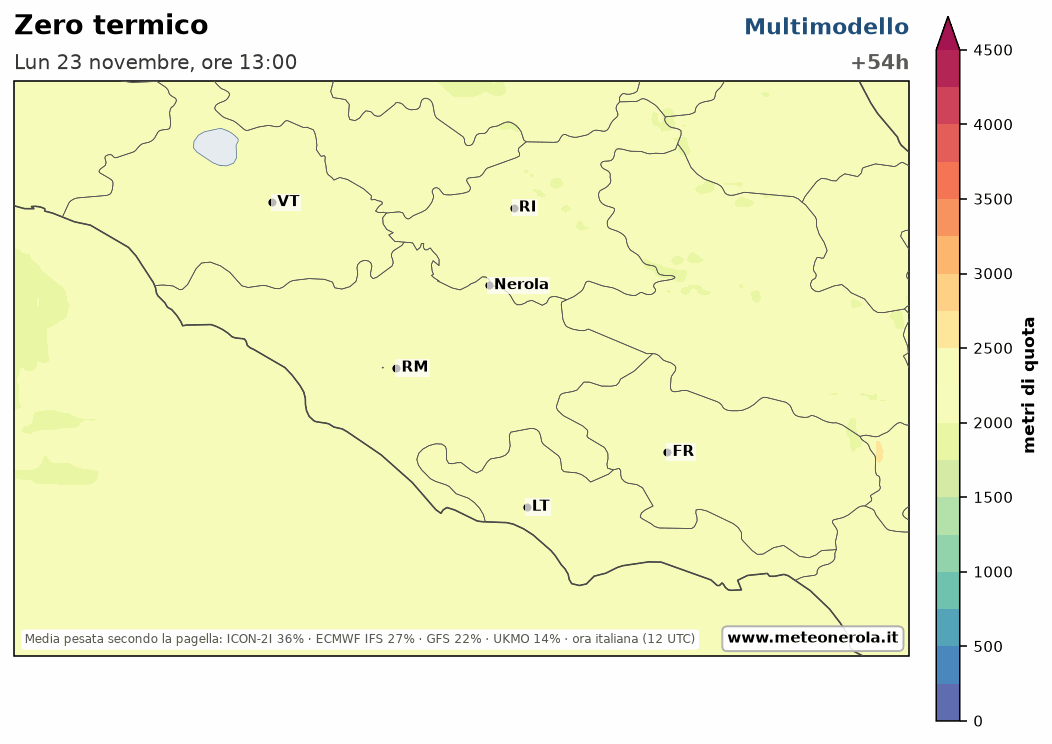 Zero termico
Multimodello
Lun 23 novembre, ore 13:00
+54h
4500
4000
3500
3000
2500
2000
1500
1000
500
0
metri di quota
VT
RI
Nerola
RM
FR
LT
Media pesata secondo la pagella: ICON-2I 36% · ECMWF IFS 27% · GFS 22% · UKMO 14% · ora italiana (12 UTC)
www.meteonerola.it